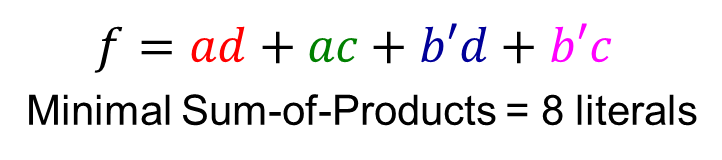 f = ad + ac + b′d + b′c
Minimal Sum-of-Products = 8 literals